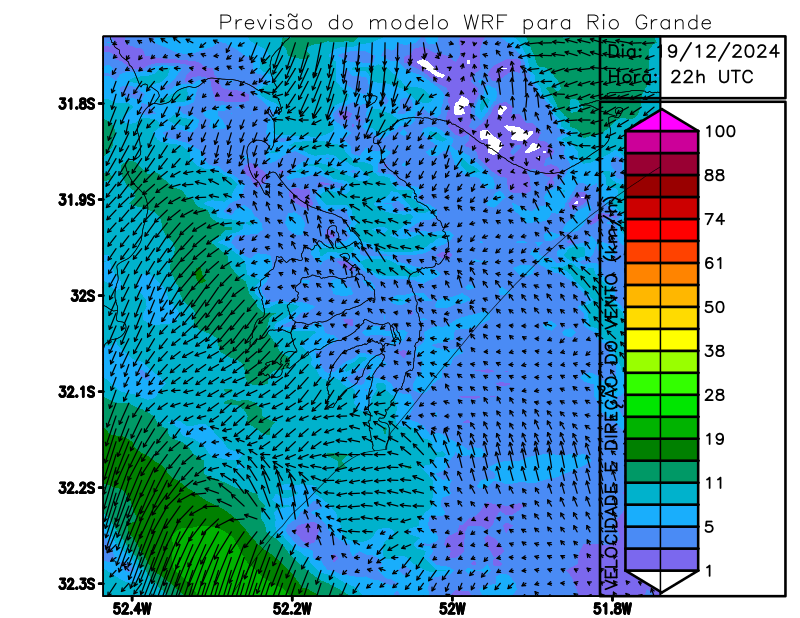 Previsão do modelo WRF para Rio Grande
Dia: 19/12/2024
Hora: 22h UTC
31.8S
31.9S
32S
32.1S
32.2S
32.3S
52.4W
52.2W
52W
51.8W
VELOCIDADE E DIREÇÃO DO VENTO (km/h)
100
88
74
61
50
38
28
19
11
5
1